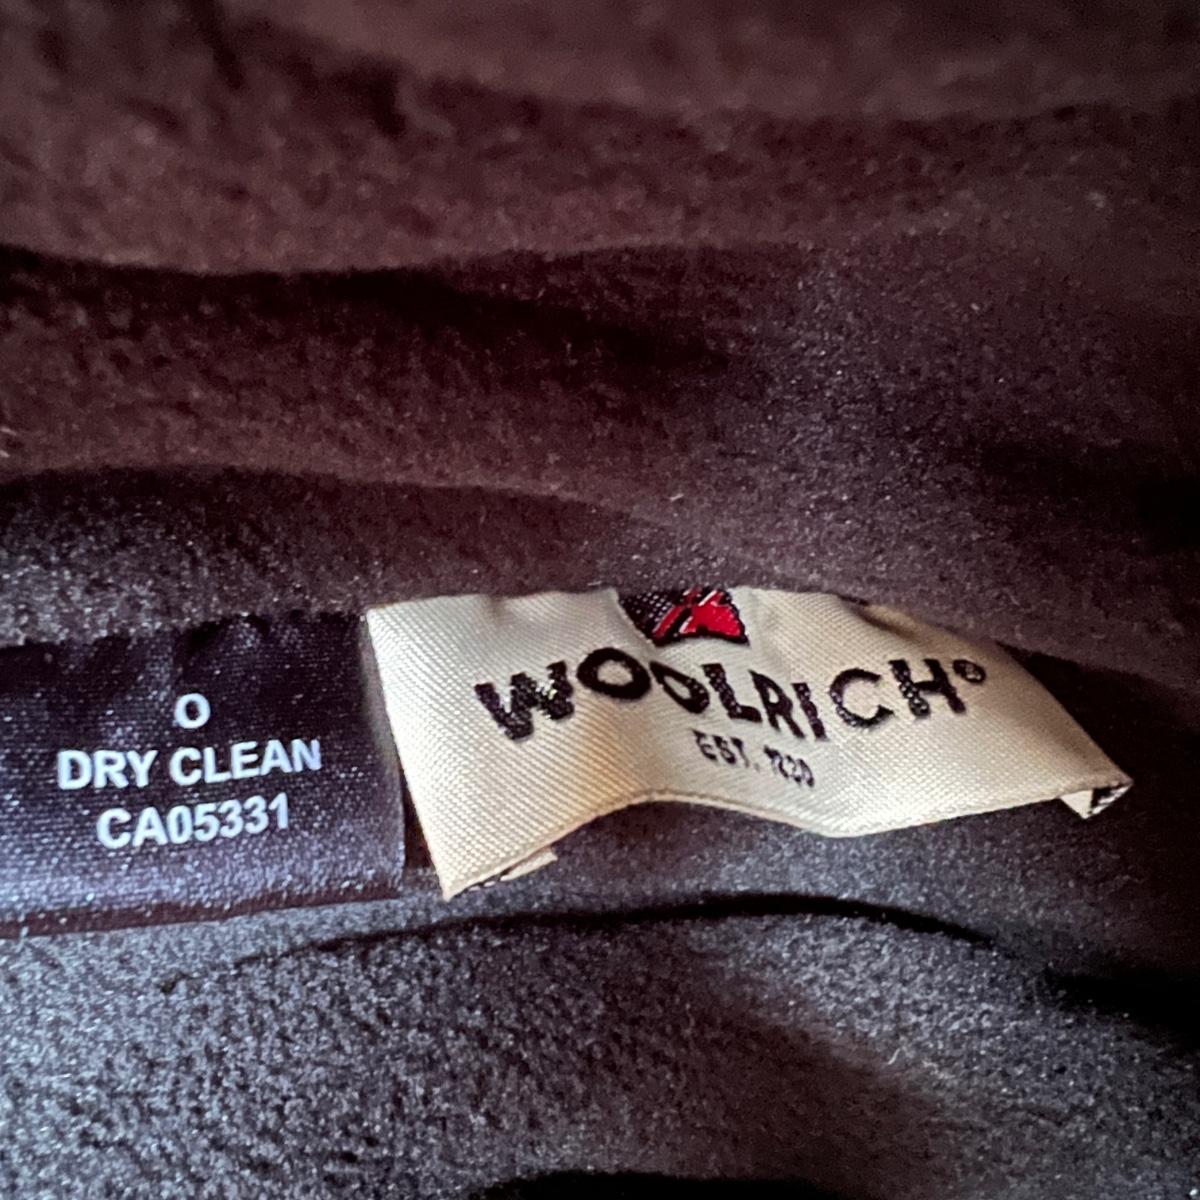 O
DRY CLEAN
CA05331
WOOLRICH®
EST. 1830